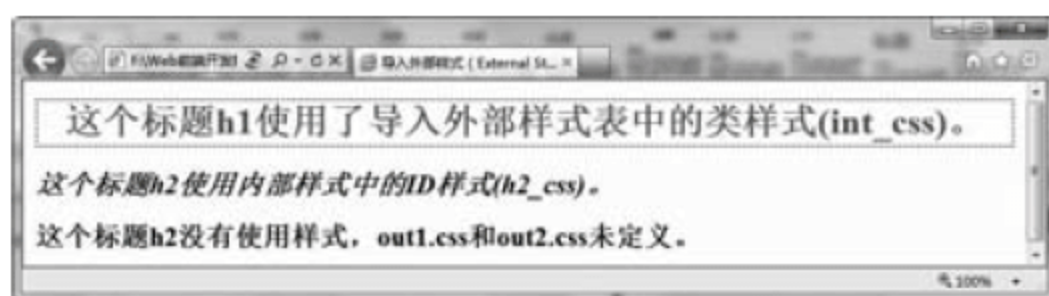 导入外部样式 ( External St...
这个标题h1使用了导入外部样式表中的类样式(int_css)。
这个标题h2使用内部样式中的ID样式(h2_css)。
这个标题h2没有使用样式，out1.css和out2.css未定义。
100%